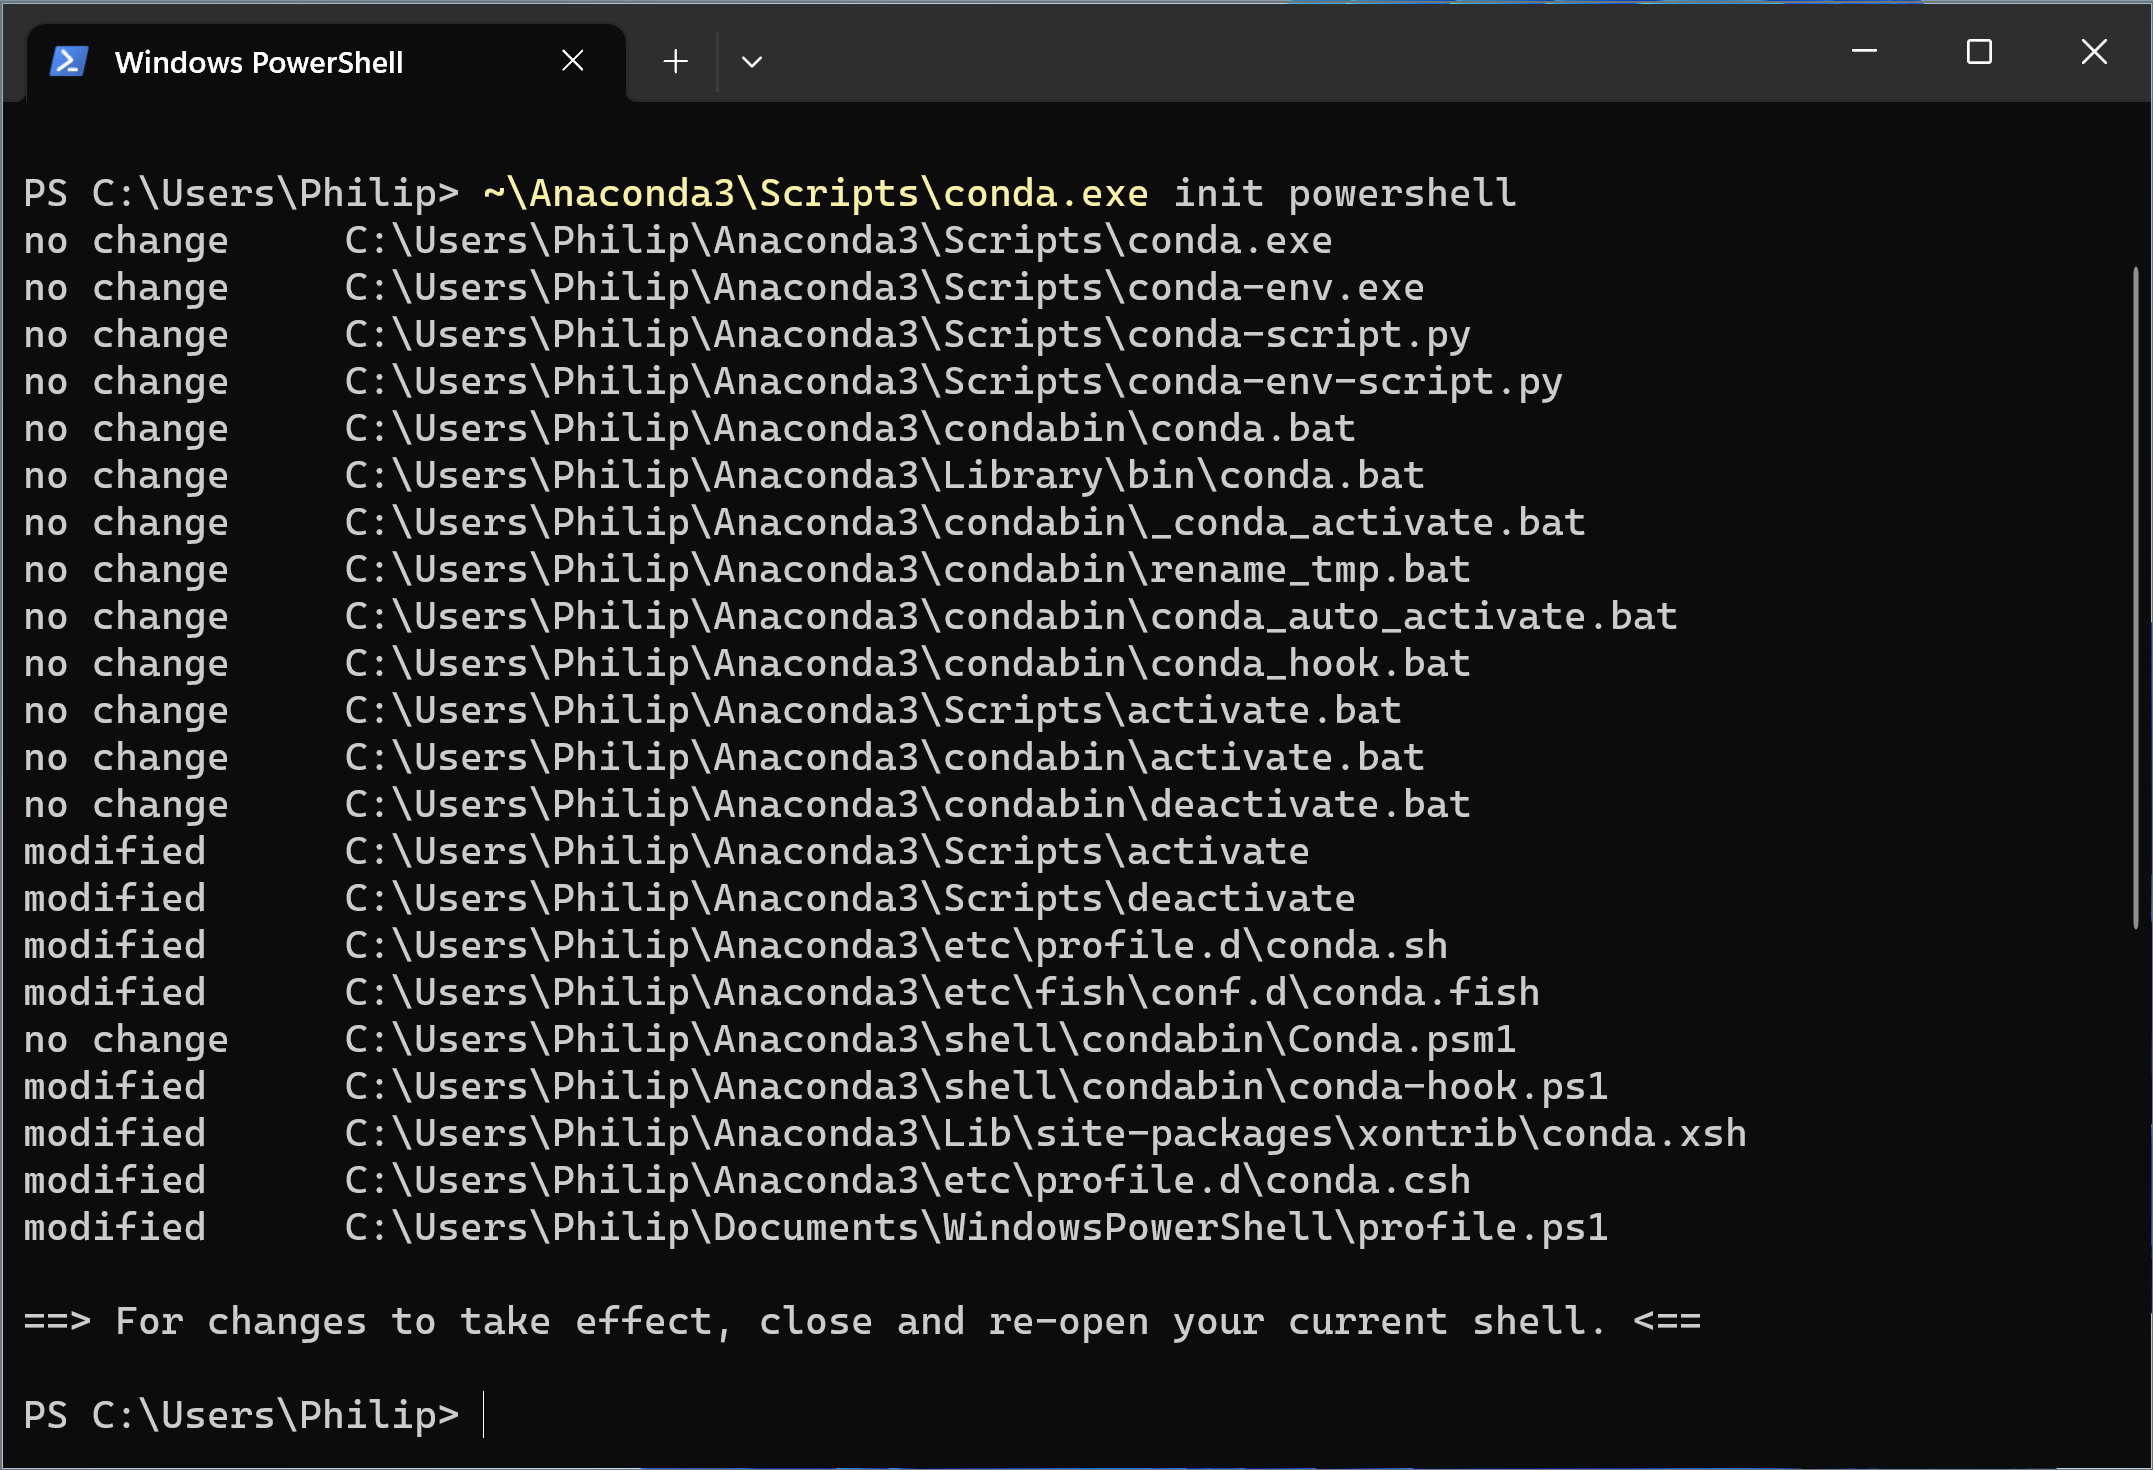 Windows PowerShell
PS C:\Users\Philip> ~\Anaconda3\Scripts\conda.exe init powershell
no change     C:\Users\Philip\Anaconda3\Scripts\conda.exe
no change     C:\Users\Philip\Anaconda3\Scripts\conda-env.exe
no change     C:\Users\Philip\Anaconda3\Scripts\conda-script.py
no change     C:\Users\Philip\Anaconda3\Scripts\conda-env-script.py
no change     C:\Users\Philip\Anaconda3\condabin\conda.bat
no change     C:\Users\Philip\Anaconda3\Library\bin\conda.bat
no change     C:\Users\Philip\Anaconda3\condabin\_conda_activate.bat
no change     C:\Users\Philip\Anaconda3\condabin\rename_tmp.bat
no change     C:\Users\Philip\Anaconda3\condabin\conda_auto_activate.bat
no change     C:\Users\Philip\Anaconda3\condabin\conda_hook.bat
no change     C:\Users\Philip\Anaconda3\Scripts\activate.bat
no change     C:\Users\Philip\Anaconda3\condabin\activate.bat
no change     C:\Users\Philip\Anaconda3\condabin\deactivate.bat
modified      C:\Users\Philip\Anaconda3\Scripts\activate
modified      C:\Users\Philip\Anaconda3\Scripts\deactivate
modified      C:\Users\Philip\Anaconda3\etc\profile.d\conda.sh
modified      C:\Users\Philip\Anaconda3\etc\fish\conf.d\conda.fish
no change     C:\Users\Philip\Anaconda3\shell\condabin\Conda.psm1
modified      C:\Users\Philip\Anaconda3\shell\condabin\conda-hook.ps1
modified      C:\Users\Philip\Anaconda3\Lib\site-packages\xontrib\conda.xsh
modified      C:\Users\Philip\Anaconda3\etc\profile.d\conda.csh
modified      C:\Users\Philip\Documents\WindowsPowerShell\profile.ps1
==> For changes to take effect, close and re-open your current shell. <==
PS C:\Users\Philip>